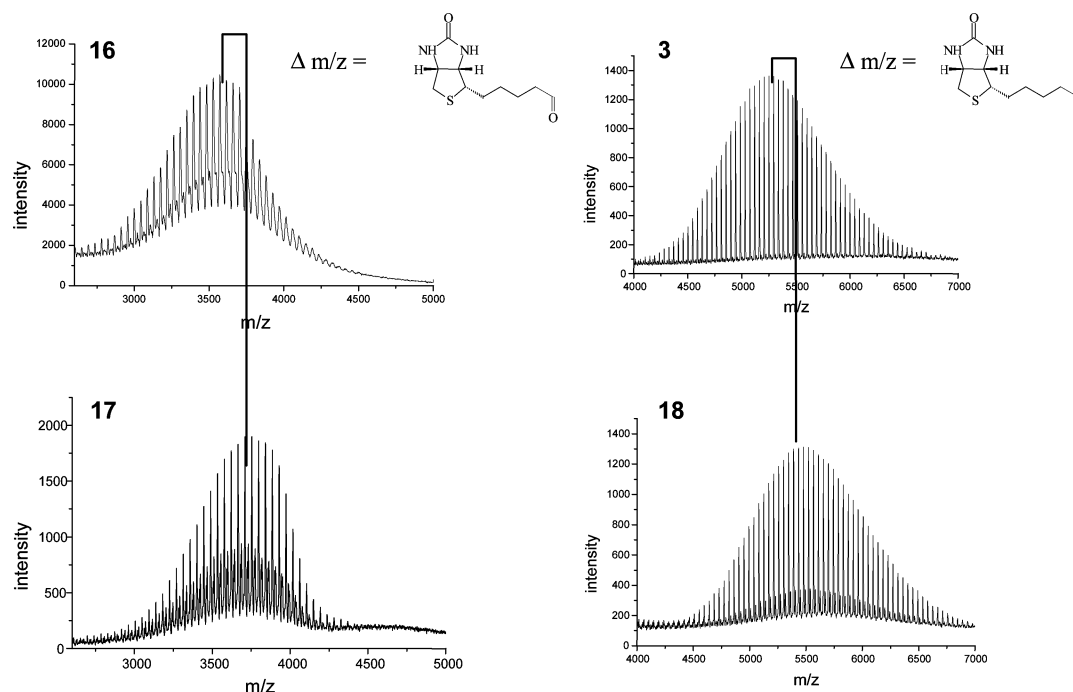 16
Δ m/z =
O
NH NH
H H
S
O
intensity
12000
10000
8000
6000
4000
2000
0
3000 3500 4000 4500 5000
m/z
3
Δ m/z =
O
NH HN
H H
S
intensity
1400
1200
1000
800
600
400
200
0
4000 4500 5000 5500 6000 6500 7000
m/z
17
intensity
2000
1500
1000
500
0
3000 3500 4000 4500 5000
m/z
18
intensity
1400
1200
1000
800
600
400
200
0
4000 4500 5000 5500 6000 6500 7000
m/z